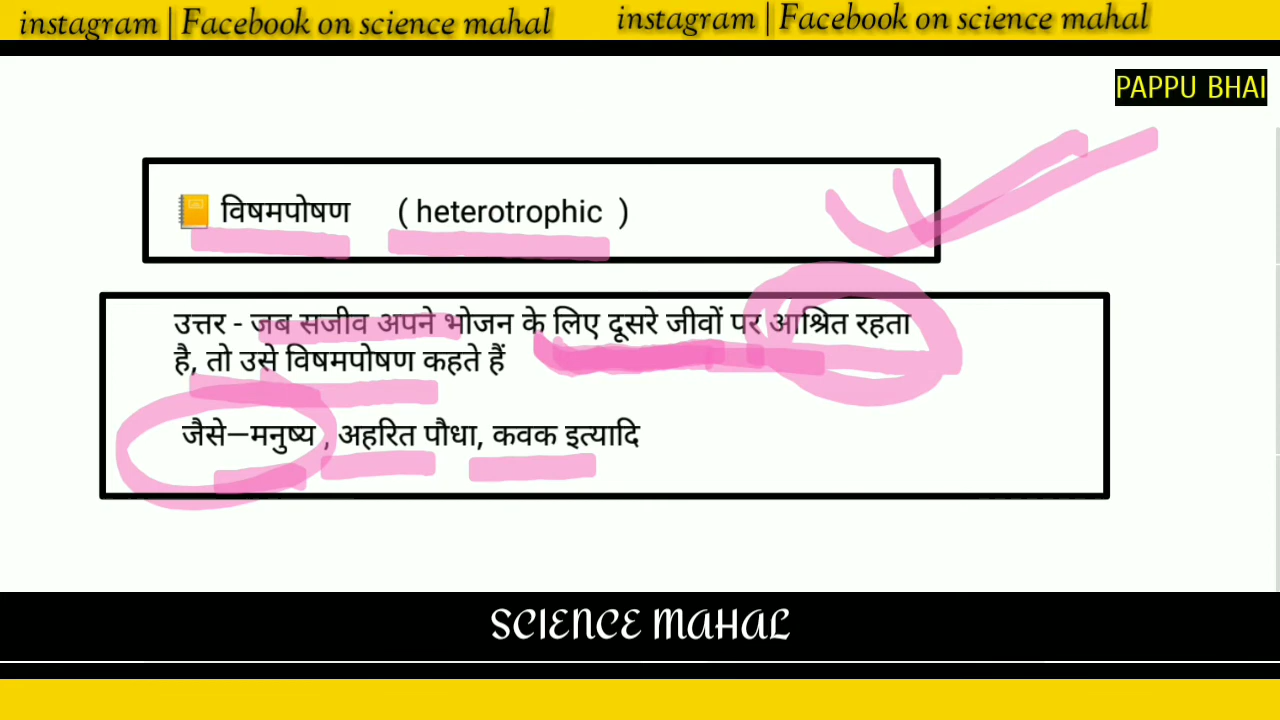 instagram | Facebook on science mahal instagram | Facebook on science mahal
PAPPU BHAI
विषमपोषण ( heterotrophic )
उत्तर - जब सजीव अपने भोजन के लिए दूसरे जीवों पर आश्रित रहता
है, तो उसे विषमपोषण कहते हैं
जैसे—मनुष्य , अहरित पौधा, कवक इत्यादि
SCIENCE MAHAL